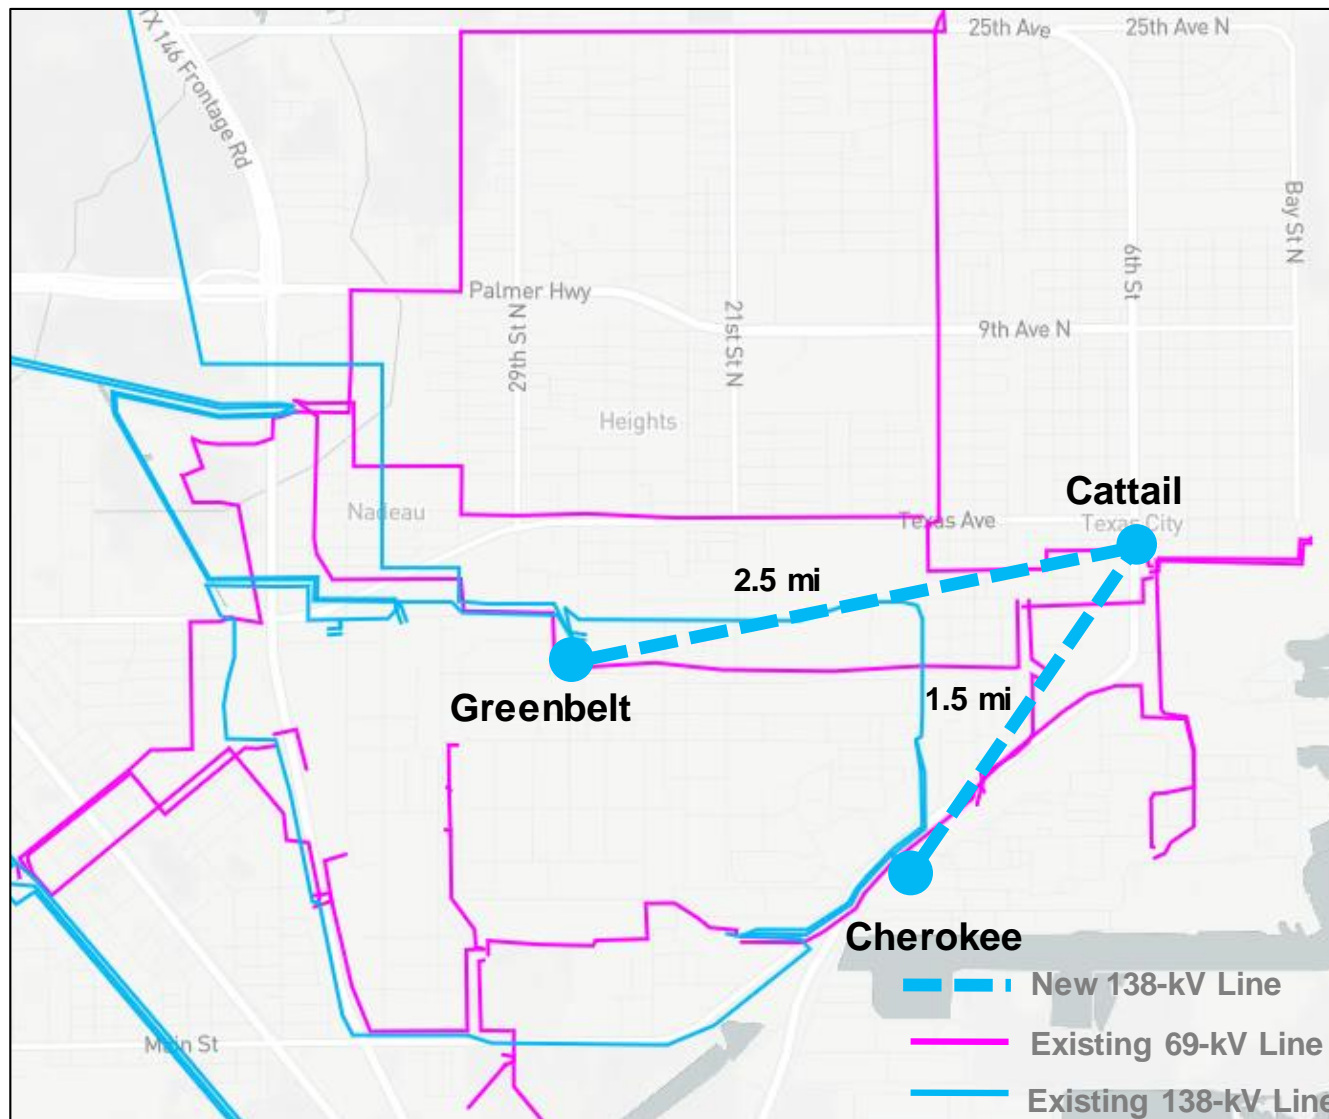 TX 146 Frontage Rd
25th Ave
25th Ave N
Bay St N
6th St
Palmer Hwy
29th St N
21st St N
9th Ave N
Heights
Cattail
Nadeau
Texas Ave
Texas City
2.5 mi
Greenbelt
1.5 mi
Cherokee
New 138-kV Line
Main St
Existing 69-kV Line
Existing 138-kV Line